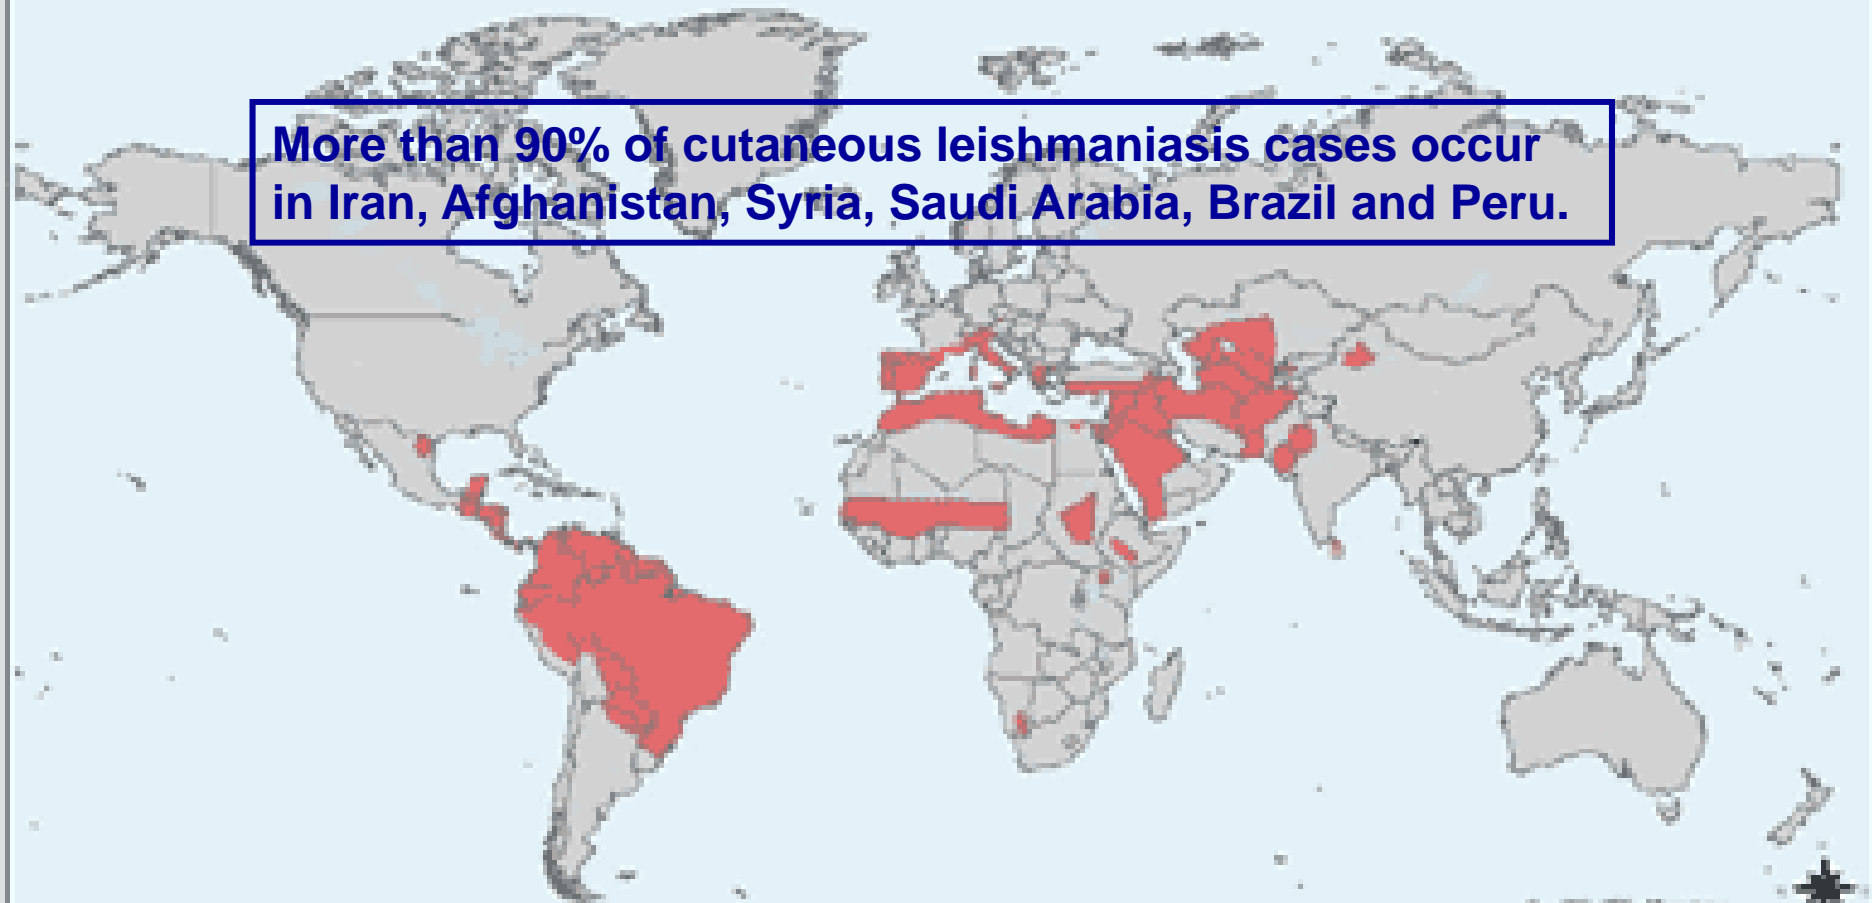 More than 90% of cutaneous leishmaniasis cases occur
in Iran, Afghanistan, Syria, Saudi Arabia, Brazil and Peru.